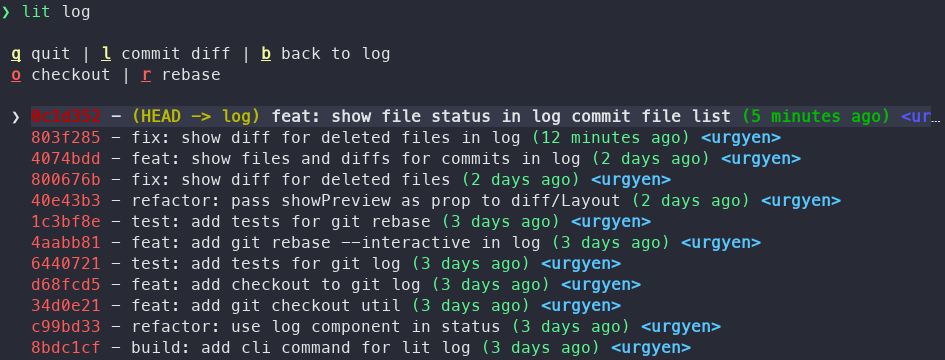 ❯ lit log
q quit | l commit diff | b back to log
o checkout | r rebase
❯ 8c1d352 - (HEAD -> log) feat: show file status in log commit file list (5 minutes ago) <ur…
803f285 - fix: show diff for deleted files in log (12 minutes ago) <urgyen>
4074bdd - feat: show files and diffs for commits in log (2 days ago) <urgyen>
800676b - fix: show diff for deleted files (2 days ago) <urgyen>
40e43b3 - refactor: pass showPreview as prop to diff/Layout (2 days ago) <urgyen>
1c3bf8e - test: add tests for git rebase (3 days ago) <urgyen>
4aabb81 - feat: add git rebase --interactive in log (3 days ago) <urgyen>
6440721 - test: add tests for git log (3 days ago) <urgyen>
d68fcd5 - feat: add checkout to git log (3 days ago) <urgyen>
34d0e21 - feat: add git checkout util (3 days ago) <urgyen>
c99bd33 - refactor: use log component in status (3 days ago) <urgyen>
8bdc1cf - build: add cli command for lit log (3 days ago) <urgyen>